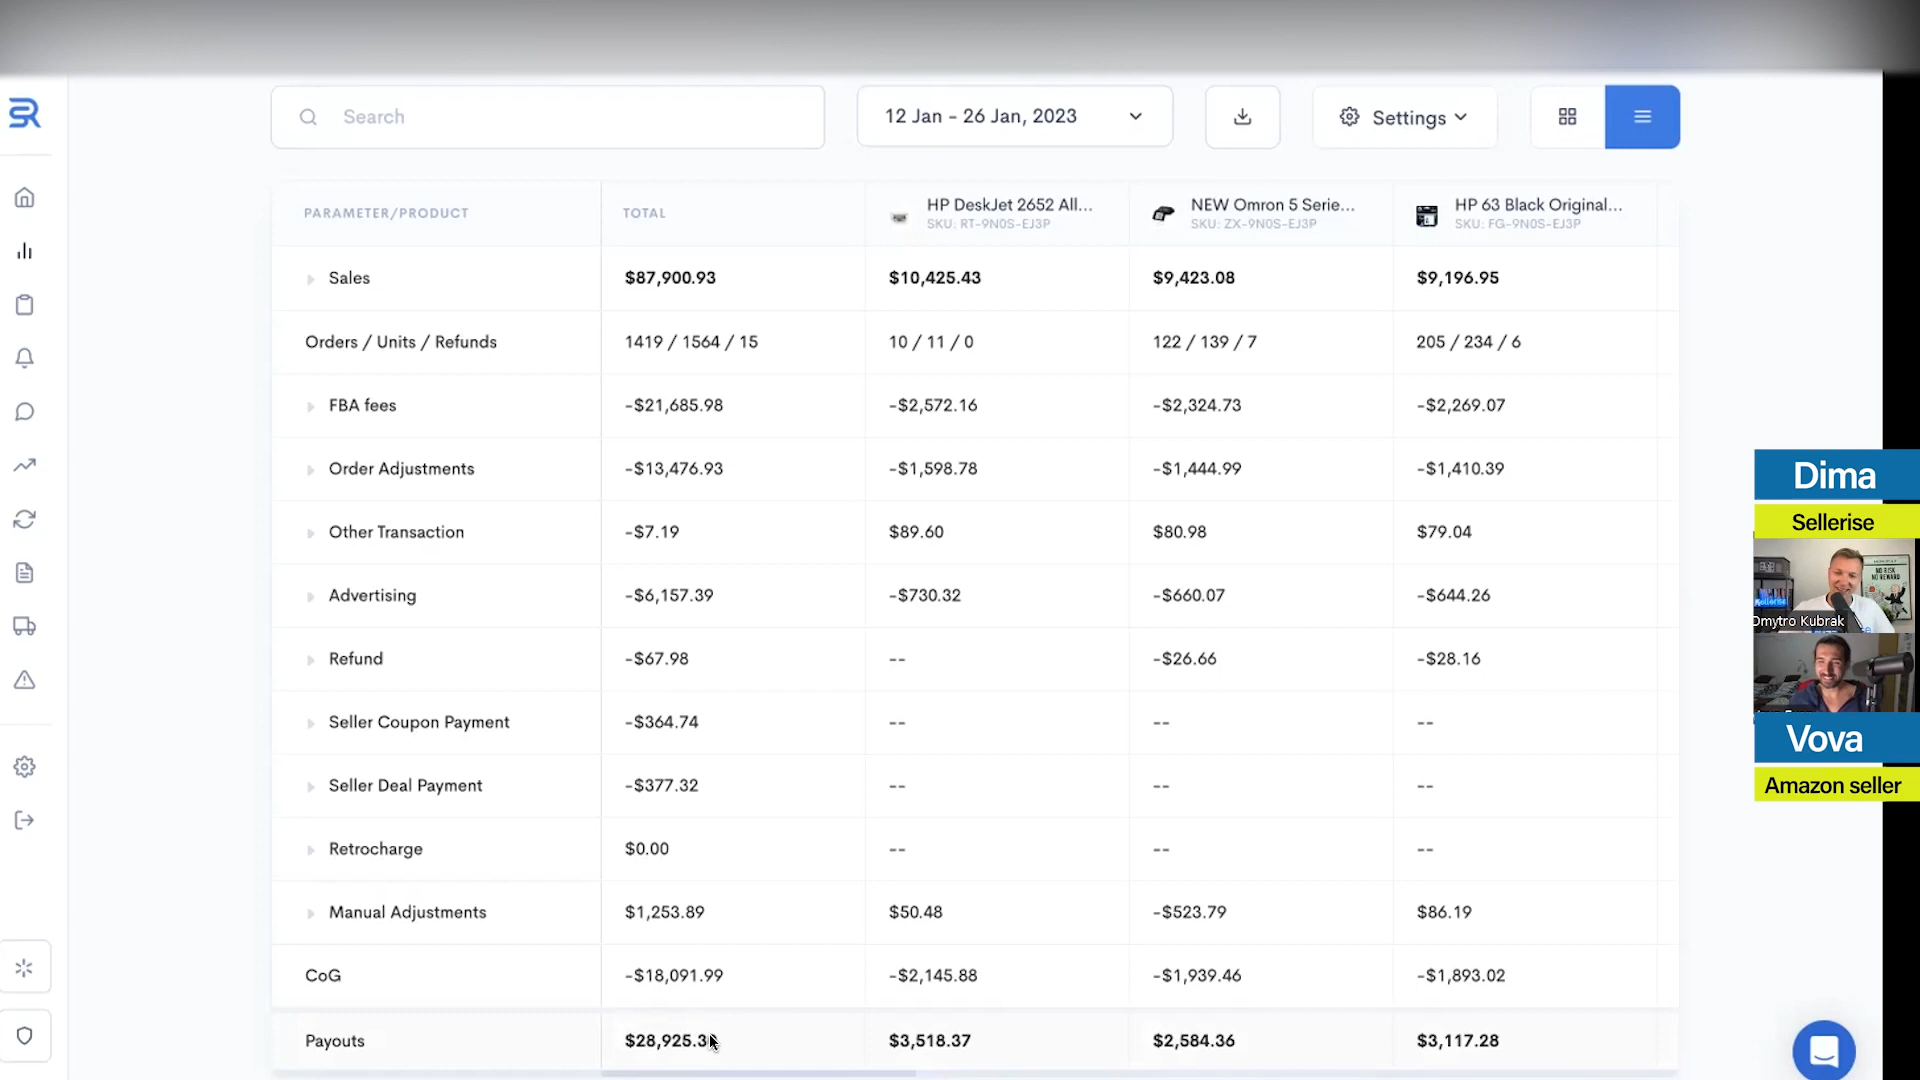 Search
12 Jan - 26 Jan, 2023
Settings
PARAMETER/PRODUCT
TOTAL
HP DeskJet 2652 All...
SKU: RT-9N0S-EJ3P
NEW Omron 5 Serie...
SKU: ZX-9N0S-EJ3P
HP 63 Black Original...
SKU: FG-9N0S-EJ3P
Sales $87,900.93 $10,425.43 $9,423.08 $9,196.95
Orders / Units / Refunds 1419 / 1564 / 15 10 / 11 / 0 122 / 139 / 7 205 / 234 / 6
FBA fees -$21,685.98 -$2,572.16 -$2,324.73 -$2,269.07
Order Adjustments -$13,476.93 -$1,598.78 -$1,444.99 -$1,410.39
Other Transaction -$7.19 $89.60 $80.98 $79.04
Advertising -$6,157.39 -$730.32 -$660.07 -$644.26
Refund -$67.98 -- -$26.66 -$28.16
Seller Coupon Payment -$364.74 -- -- --
Seller Deal Payment -$377.32 -- -- --
Retrocharge $0.00 -- -- --
Manual Adjustments $1,253.89 $50.48 -$523.79 $86.19
CoG -$18,091.99 -$2,145.88 -$1,939.46 -$1,893.02
Payouts $28,925.3 $3,518.37 $2,584.36 $3,117.28
Dima
Sellerise
NO RISK
NO REWARD
Dmytro Kubrak
Vova
Amazon seller